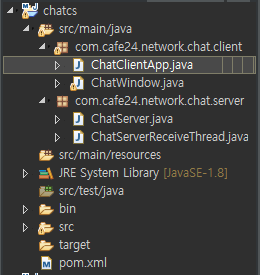 chatcs
src/main/java
com.cafe24.network.chat.client
ChatClientApp.java
ChatWindow.java
com.cafe24.network.chat.server
ChatServer.java
ChatServerReceiveThread.java
src/main/resources
JRE System Library [JavaSE-1.8]
src/test/java
bin
src
target
pom.xml